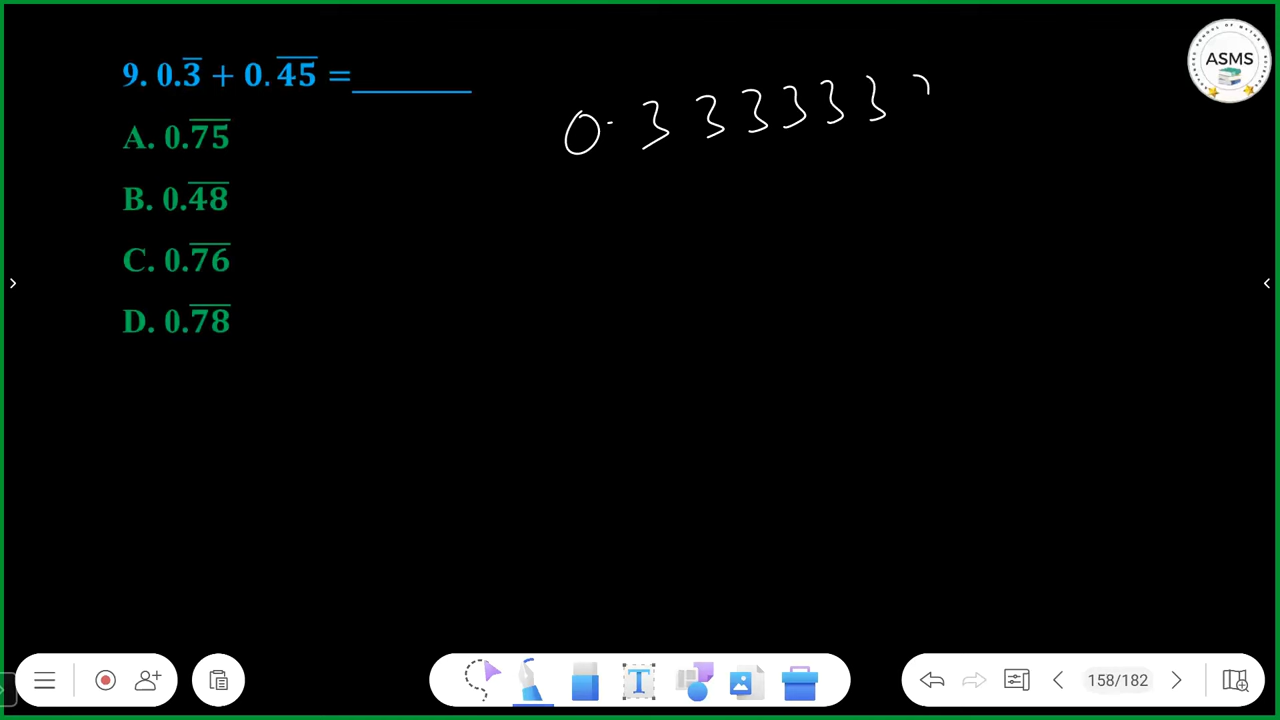 9. 0.3̅ + 0.4̅5̅ = ______
0.333333
A. 0.7̅5̅
B. 0.4̅8̅
C. 0.7̅6̅
D. 0.7̅8̅
ASMS
158/182